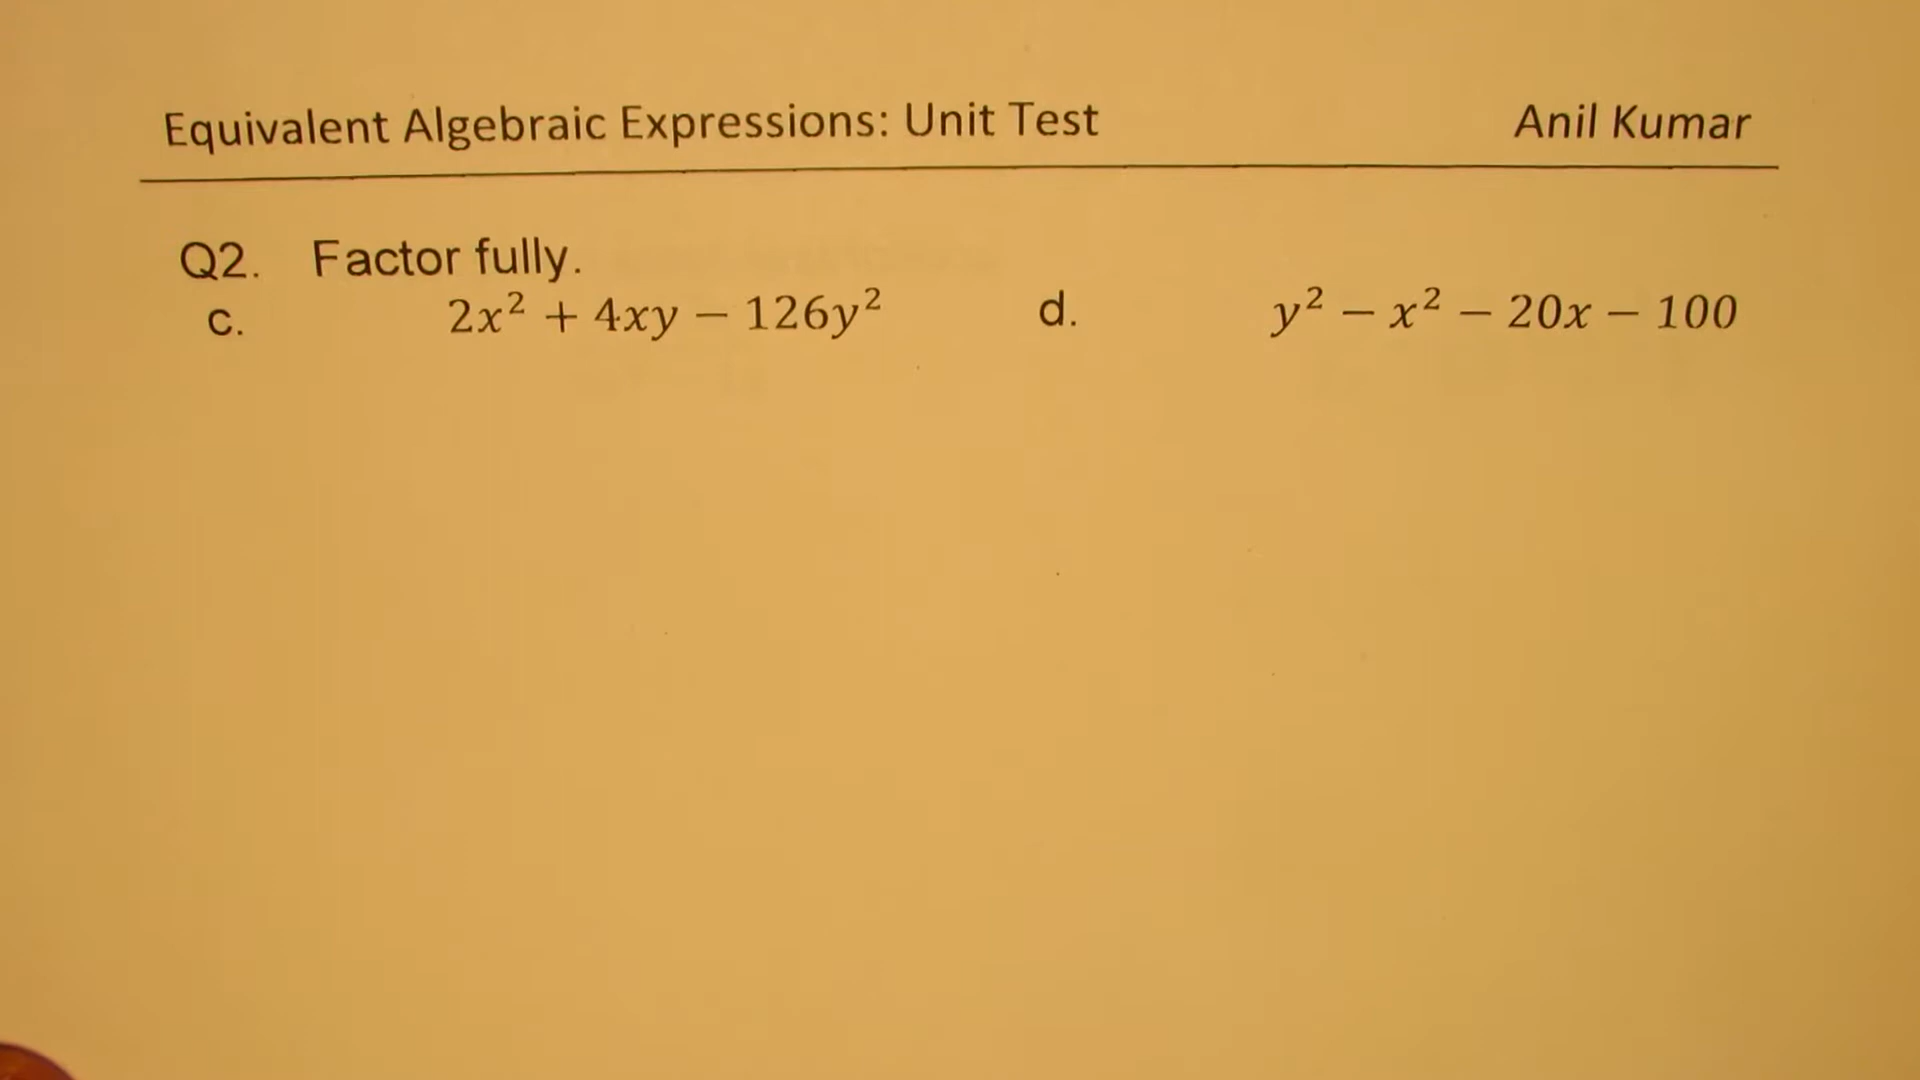 Equivalent Algebraic Expressions: Unit Test Anil Kumar
Q2. Factor fully.
c. 2x² + 4xy − 126y² d. y² − x² − 20x − 100